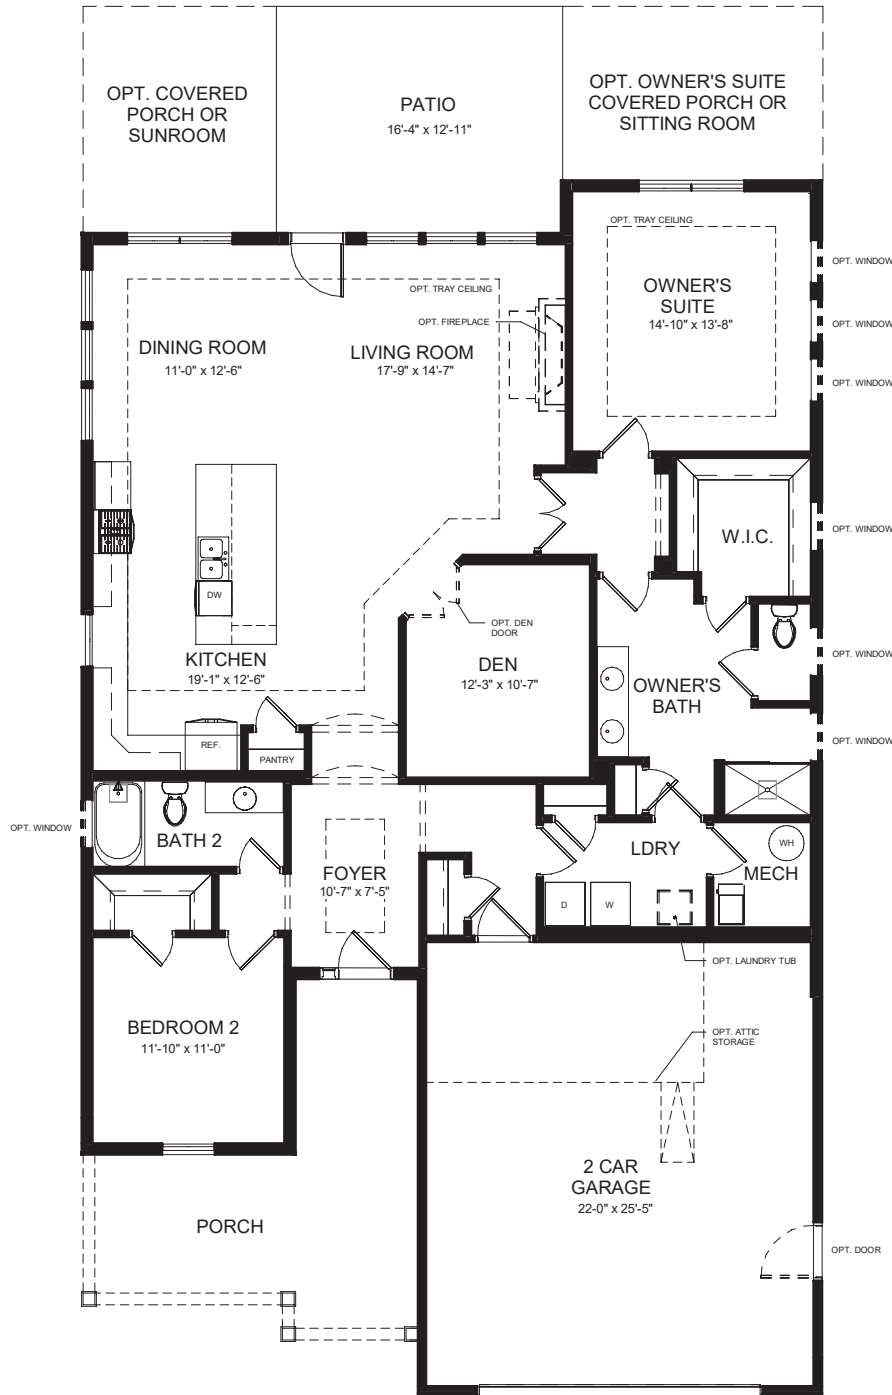 OPT. COVERED
PORCH OR
SUNROOM
PATIO
16'-4" x 12'-11"
OPT. OWNER'S SUITE
COVERED PORCH OR
SITTING ROOM
OPT. TRAY CEILING
OWNER'S
SUITE
14'-10" x 13'-8"
OPT. WINDOW
OPT. WINDOW
OPT. WINDOW
OPT. TRAY CEILING
OPT. FIREPLACE
DINING ROOM
11'-0" x 12'-6"
LIVING ROOM
17'-9" x 14'-7"
W.I.C.
OPT. WINDOW
DW
OPT. DEN
DOOR
KITCHEN
19'-1" x 12'-6"
DEN
12'-3" x 10'-7"
OWNER'S
BATH
OPT. WINDOW
OPT. WINDOW
REF.
PANTRY
OPT. WINDOW
BATH 2
FOYER
10'-7" x 7'-5"
LDRY
WH
MECH
D
W
OPT. LAUNDRY TUB
BEDROOM 2
11'-10" x 11'-0"
OPT. ATTIC
STORAGE
2 CAR
GARAGE
22-0" x 25'-5"
PORCH
OPT. DOOR